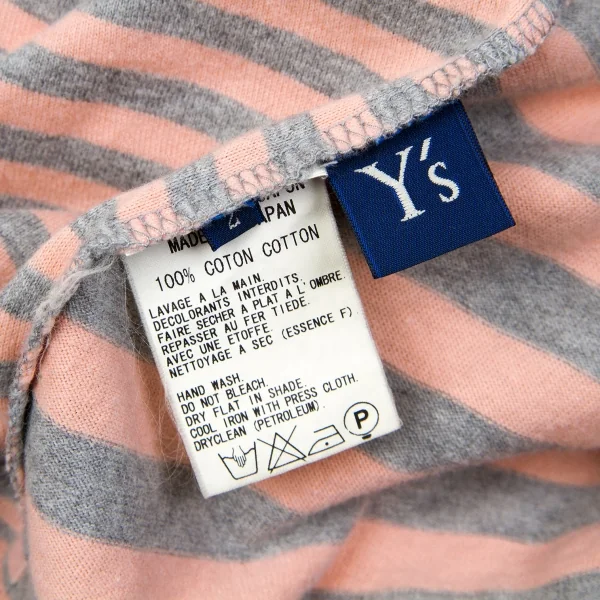 Y's
JAPON
MADE JAPAN
100% COTON COTTON
LAVAGE A LA MAIN.
DECOLORANTS INTERDITS.
FAIRE SECHER A PLAT A L'OMBRE.
REPASSER AU FER TIEDE.
AVEC UNE ETOFFE.
NETTOYAGE A SEC (ESSENCE F).
HAND WASH.
DO NOT BLEACH.
DRY FLAT IN SHADE.
COOL IRON WITH PRESS CLOTH.
DRYCLEAN (PETROLEUM).
P